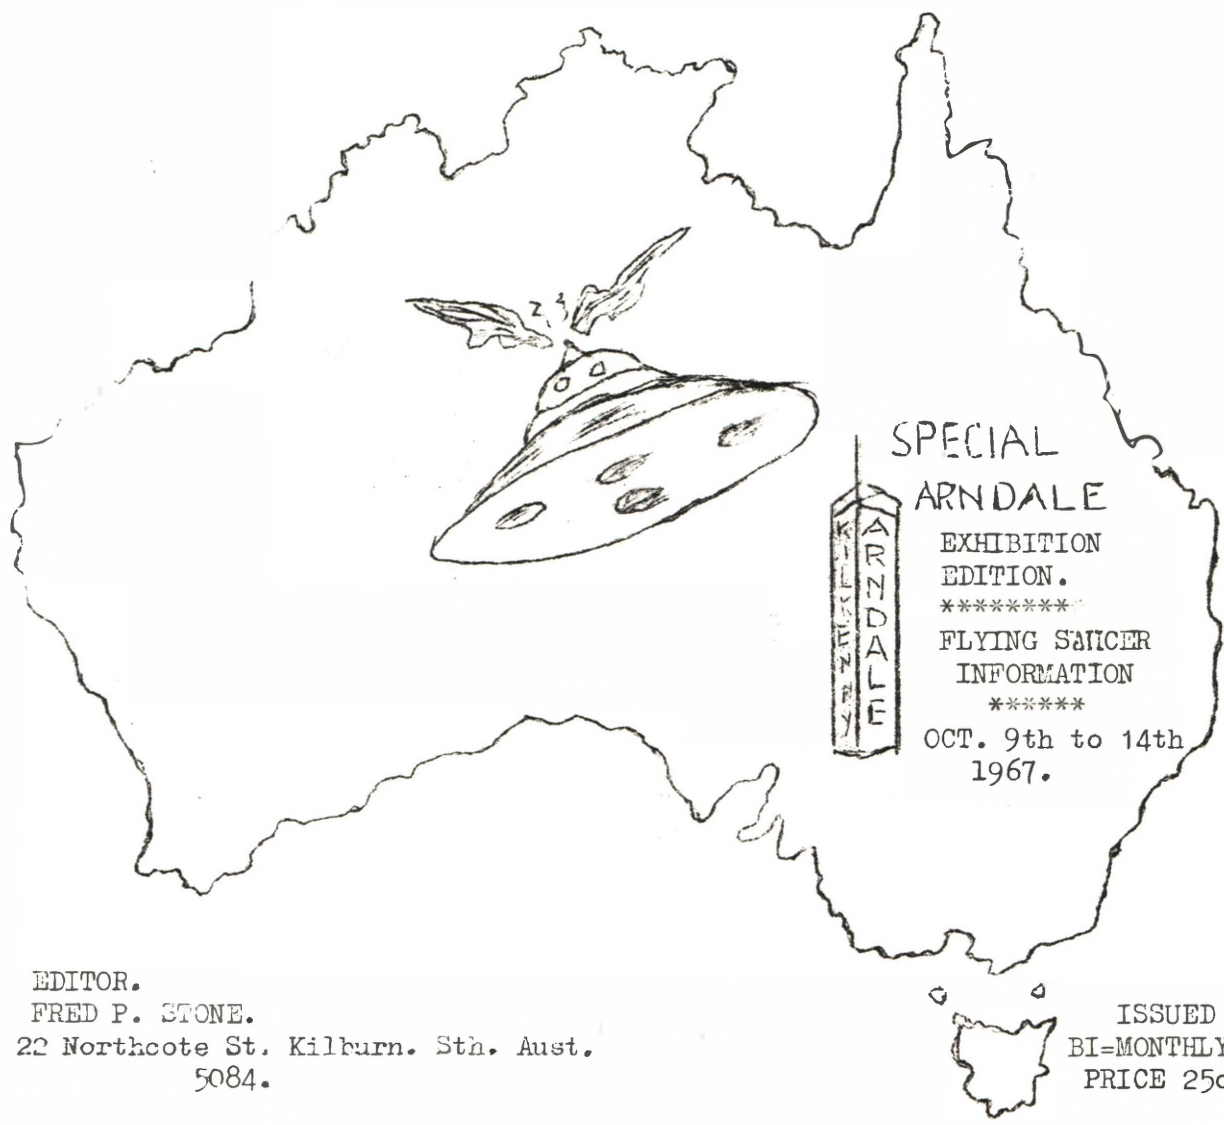 SPECIAL
ARNDALE
EXHIBITION
EDITION.
*********
FLYING SAUCER
INFORMATION
******
OCT. 9th to 14th
1967.
KILKENNY
ARNDALE
EDITOR.
FRED P. STONE.
22 Northcote St. Kilburn. Sth. Aust.
5084.
ISSUED
BI=MONTHLY
PRICE 25c